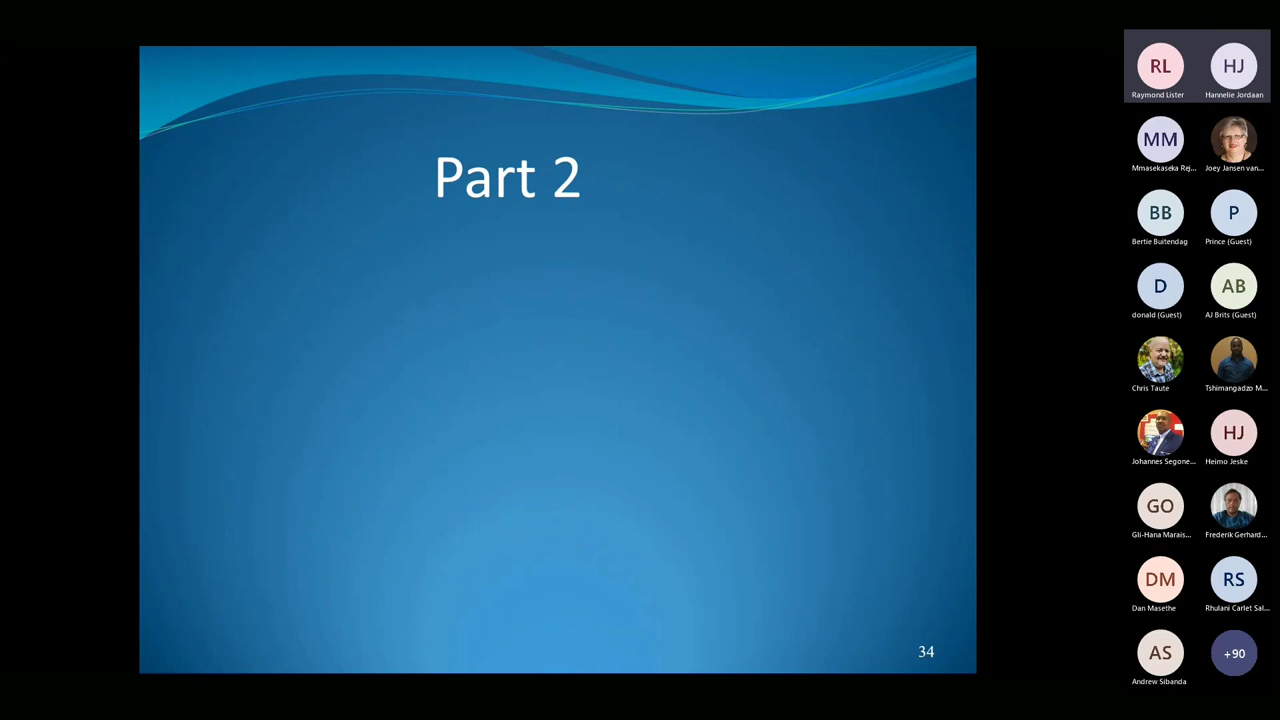 Part 2
34
RL HJ
Raymond Lister Hannelie Jordaan
MM
Mmasekaseka Rej... Joey Jansen van...
BB P
Bertie Buitendag Prince (Guest)
D AB
donald (Guest) AJ Brits (Guest)
Chris Taute Tshimangadzo M...
HJ
Johannes Segone... Heimo Jeske
GO
Gli-Hana Marais... Frederik Gerhard...
DM RS
Dan Masethe Rhulani Carlet Sal...
AS +90
Andrew Sibanda